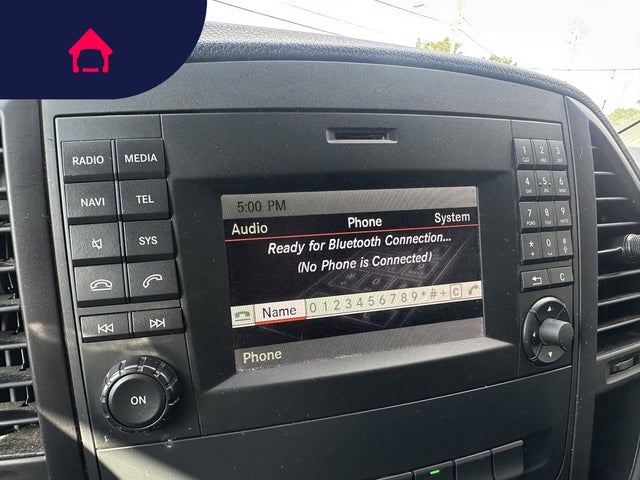 RADIO MEDIA
NAVI TEL
SYS
ON
5:00 PM
Audio Phone System
Ready for Bluetooth Connection...
(No Phone is Connected)
Name 0 1 2 3 4 5 6 7 8 9 * # + C
Phone
1 2 3
4 5 6
7 8 9
* 0 #
C